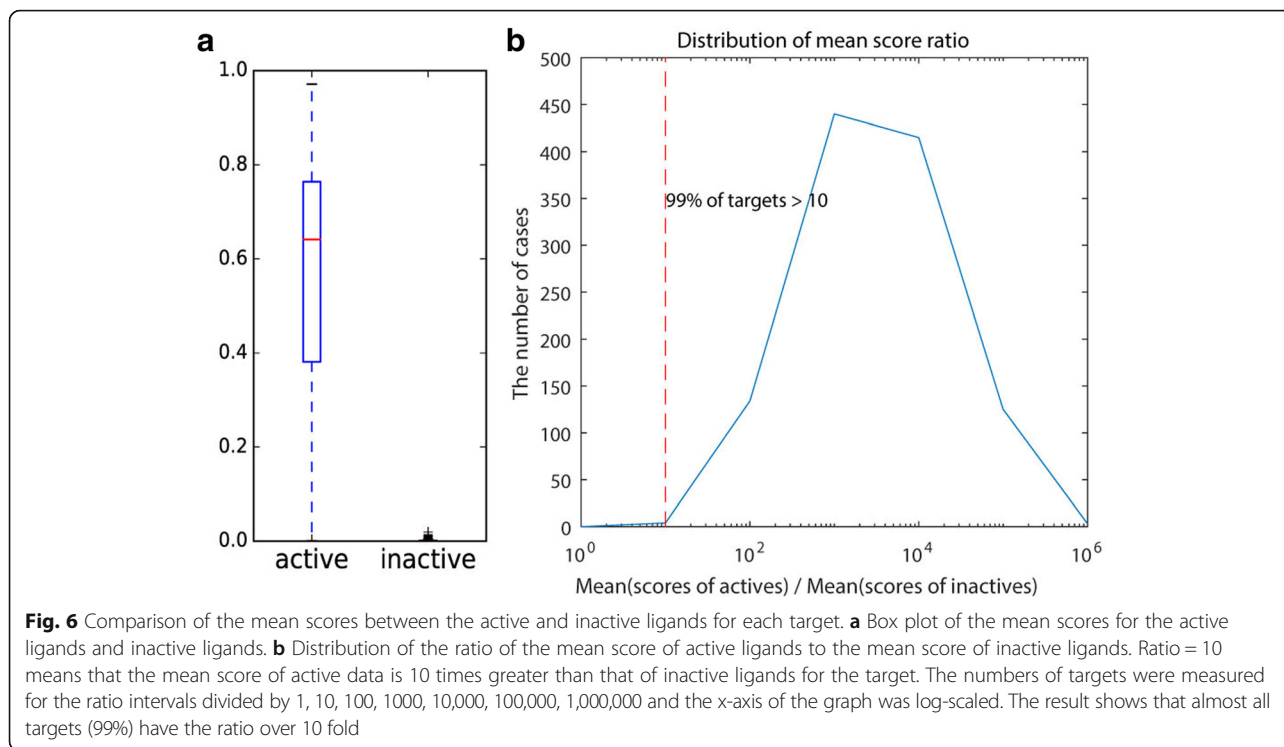 a
1.0
0.8
0.6
0.4
0.2
0.0
active inactive
b
Distribution of mean score ratio
500
450
400
350
300
250
200
150
100
50
0
The number of cases
99% of targets > 10
10^0 10^2 10^4 10^6
Mean(scores of actives) / Mean(scores of inactives)
Fig. 6 Comparison of the mean scores between the active and inactive ligands for each target. a Box plot of the mean scores for the active
ligands and inactive ligands. b Distribution of the ratio of the mean score of active ligands to the mean score of inactive ligands. Ratio = 10
means that the mean score of active data is 10 times greater than that of inactive ligands for the target. The numbers of targets were measured
for the ratio intervals divided by 1, 10, 100, 1000, 10,000, 100,000, 1,000,000 and the x-axis of the graph was log-scaled. The result shows that almost all
targets (99%) have the ratio over 10 fold